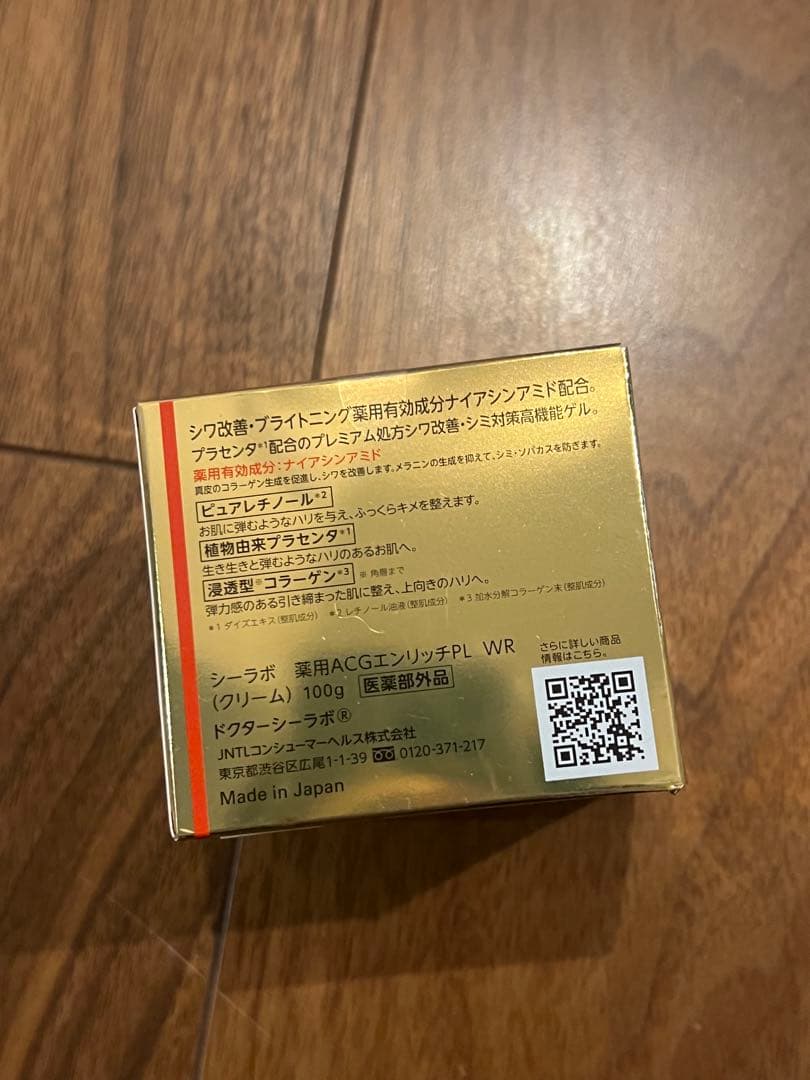 シワ改善・ブライトニング薬用有効成分ナイアシンアミド配合。
プラセンタ*1配合のプレミアム処方シワ改善・シミ対策高機能ゲル。
薬用有効成分：ナイアシンアミド
真皮のコラーゲン生成を促進し、シワを改善します。メラニンの生成を抑えて、シミ・ソバカスを防ぎます。
ピュアレチノール*2
お肌に弾むようなハリを与え、ふっくらキメを整えます。
植物由来プラセンタ*1
生き生きと弾むようなハリのあるお肌へ。
浸透型※コラーゲン*3 ※ 角層まで
弾力感のある引き締まった肌に整え、上向きのハリへ。
*1 ダイズエキス（整肌成分） *2 レチノール油液（整肌成分） *3 加水分解コラーゲン末（整肌成分）
シーラボ 薬用ACGエンリッチPL WR
（クリーム） 100g 医薬部外品
ドクターシーラボ®
JNTLコンシューマーヘルス株式会社
東京都渋谷区広尾1-1-39 0120-371-217
Made in Japan
さらに詳しい商品
情報はこちら。